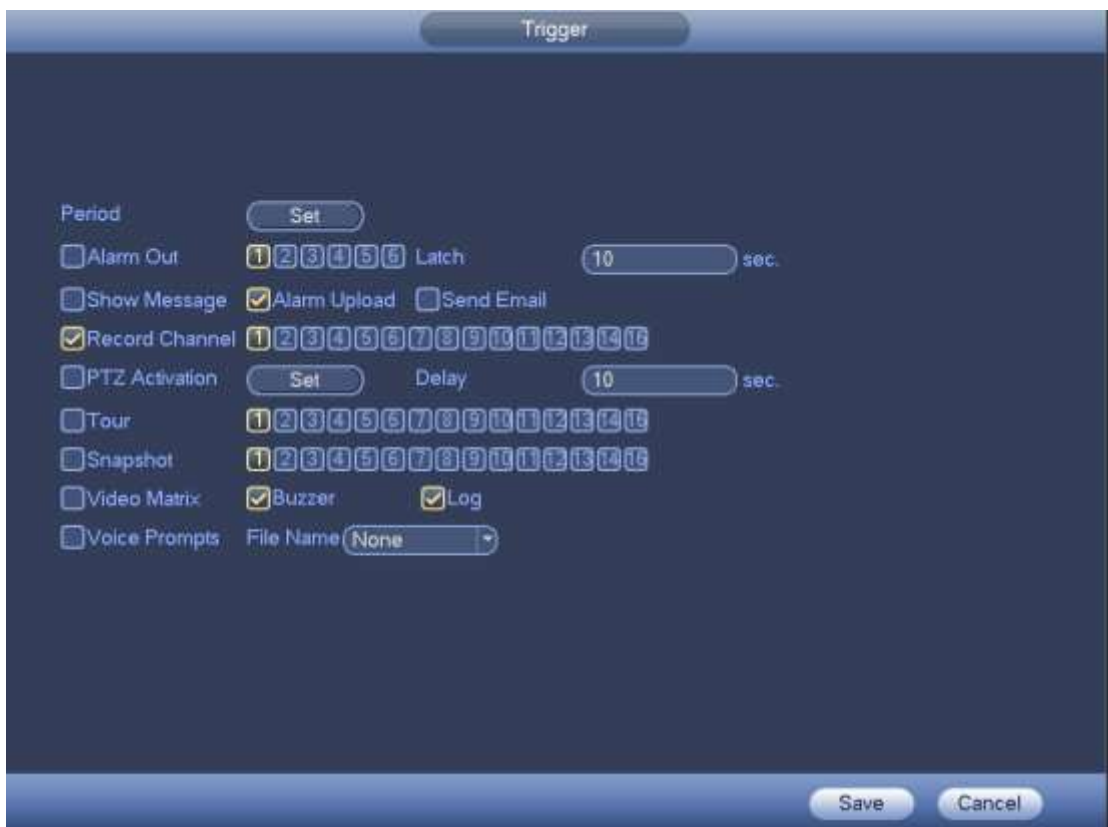 Trigger
Period Set
Alarm Out 1 2 3 4 5 6 Latch 10 sec.
Show Message Alarm Upload Send Email
Record Channel 1 2 3 4 5 6 7 8 9 10 11 12 13 14 16
PTZ Activation Set Delay 10 sec.
Tour 1 2 3 4 5 6 7 8 9 10 11 12 13 14 16
Snapshot 1 2 3 4 5 6 7 8 9 10 11 12 13 14 16
Video Matrix Buzzer Log
Voice Prompts File Name None
Save Cancel